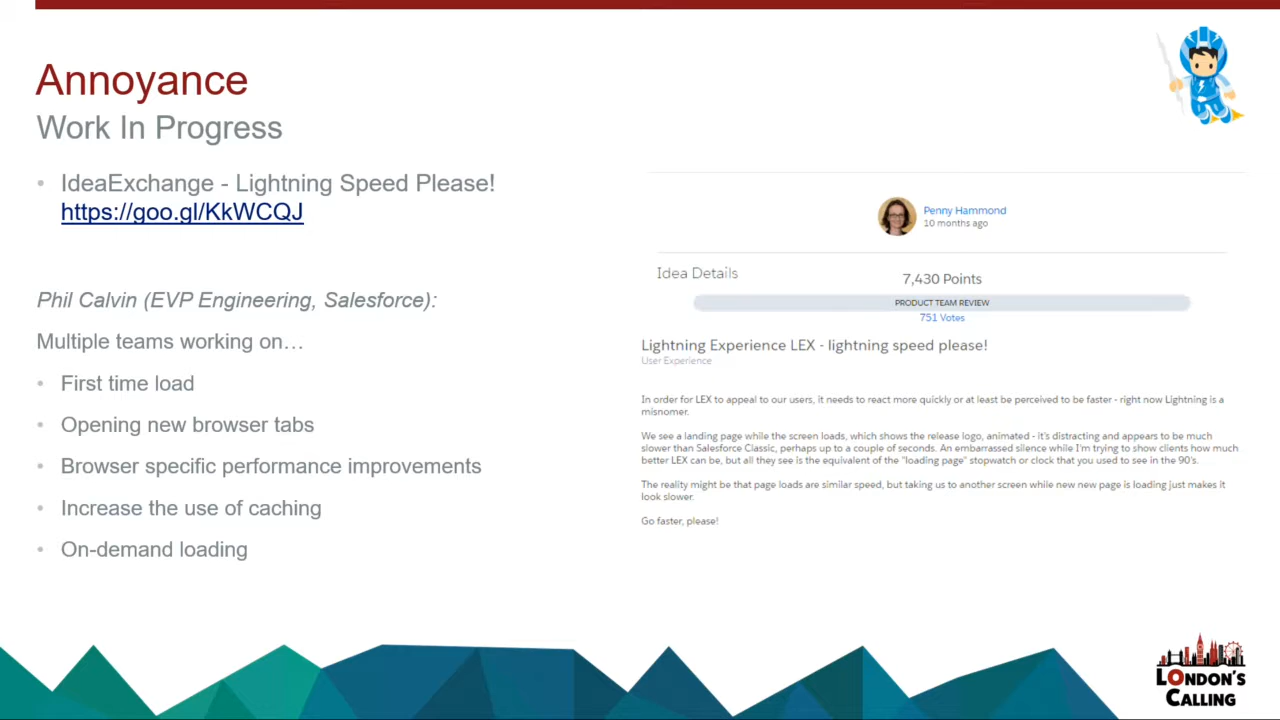 Annoyance
Work In Progress
• IdeaExchange - Lightning Speed Please!
https://goo.gl/KkWCQJ
Phil Calvin (EVP Engineering, Salesforce):
Multiple teams working on…
• First time load
• Opening new browser tabs
• Browser specific performance improvements
• Increase the use of caching
• On-demand loading
Penny Hammond
10 months ago
Idea Details
7,430 Points
PRODUCT TEAM REVIEW
751 Votes
Lightning Experience LEX - lightning speed please!
User Experience
In order for LEX to appeal to our users, it needs to react more quickly or at least be perceived to be faster - right now Lightning is a
misnomer.
We see a landing page while the screen loads, which shows the release logo, animated - it's distracting and appears to be much
slower than Salesforce Classic, perhaps up to a couple of seconds. An embarrassed silence while I'm trying to show clients how much
better LEX can be, but all they see is the equivalent of the "loading page" stopwatch or clock that you used to see in the 90's.
The reality might be that page loads are similar speed, but taking us to another screen while new new page is loading just makes it
look slower.
Go faster, please!
LONDON'S
CALLING